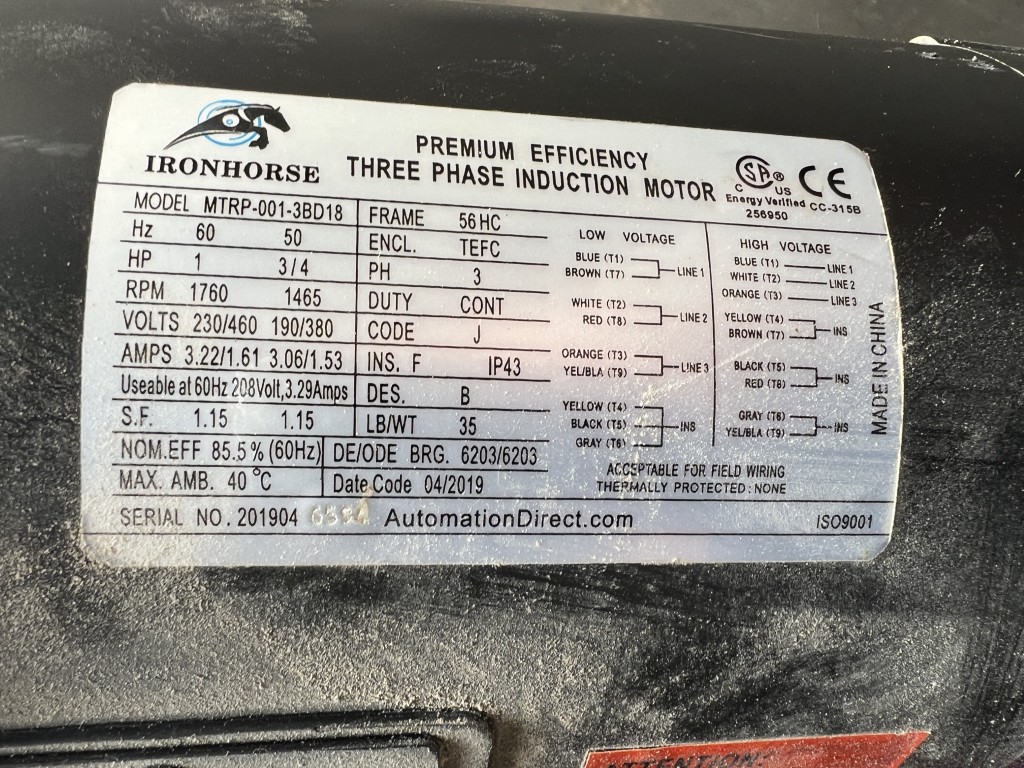 IRONHORSE
PREMIUM EFFICIENCY
THREE PHASE INDUCTION MOTOR
SA ®
C US
Energy Verified
256950
CE
CC-315B
MODEL MTRP-001-3BD18
Hz 60 50
HP 1 3/4
RPM 1760 1465
VOLTS 230/460 190/380
AMPS 3.22/1.61 3.06/1.53
Useable at 60Hz 208Volt,3.29Amps
S.F. 1.15 1.15
NOM.EFF 85.5% (60Hz)
MAX. AMB. 40 °C
FRAME 56HC
ENCL. TEFC
PH 3
DUTY CONT
CODE J
INS. F IP43
DES. B
LB/WT 35
DE/ODE BRG. 6203/6203
Date Code 04/2019
LOW VOLTAGE
BLUE (T1)
BROWN (T7) LINE 1
WHITE (T2)
RED (T8) LINE 2
ORANGE (T3)
YEL/BLA (T9) LINE 3
YELLOW (T4)
BLACK (T5) INS
GRAY (T6)
HIGH VOLTAGE
BLUE (T1) LINE 1
WHITE (T2) LINE 2
ORANGE (T3) LINE 3
YELLOW (T4)
BROWN (T7) INS
BLACK (T5)
RED (T8) INS
GRAY (T6)
YEL/BLA (T9) INS
ACCEPTABLE FOR FIELD WIRING
THERMALLY PROTECTED: NONE
MADE IN CHINA
SERIAL NO. 201904 AutomationDirect.com ISO9001
ATTENTION: